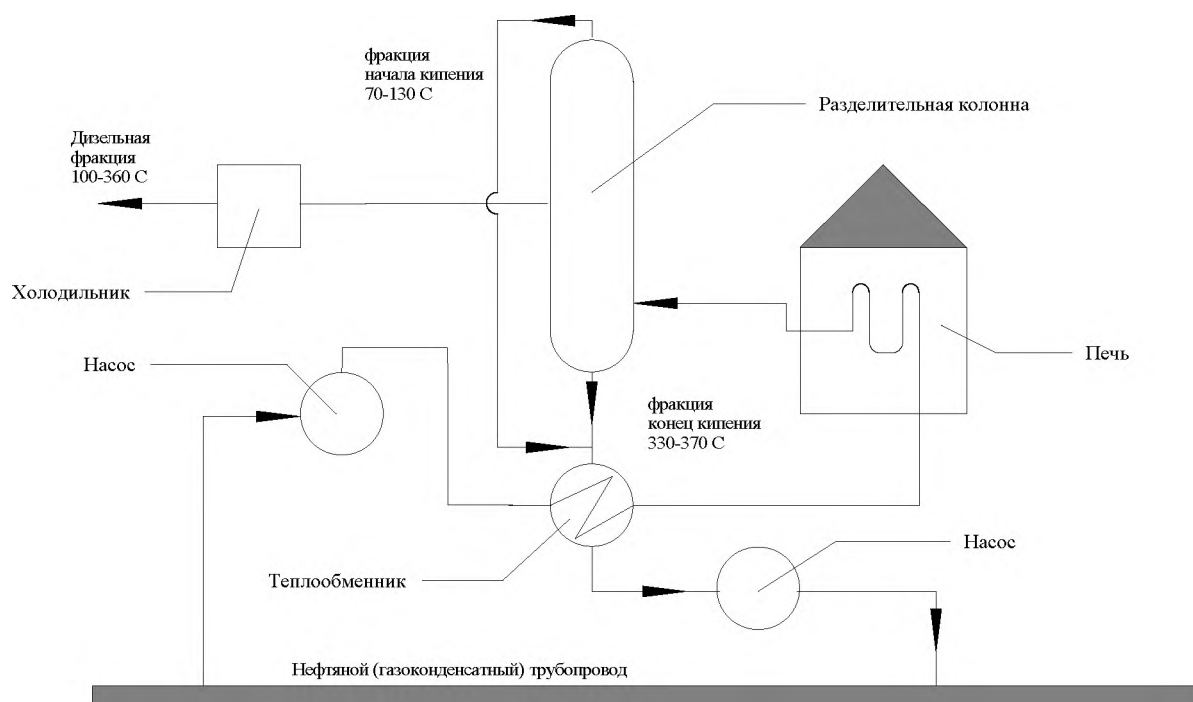 фракция
начала кипения
70-130 С
Разделительная колонна
Дизельная
фракция
100-360 С
Холодильник
Насос
Печь
фракция
конец кипения
330-370 С
Насос
Теплообменник
Нефтяной (газоконденсатный) трубопровод